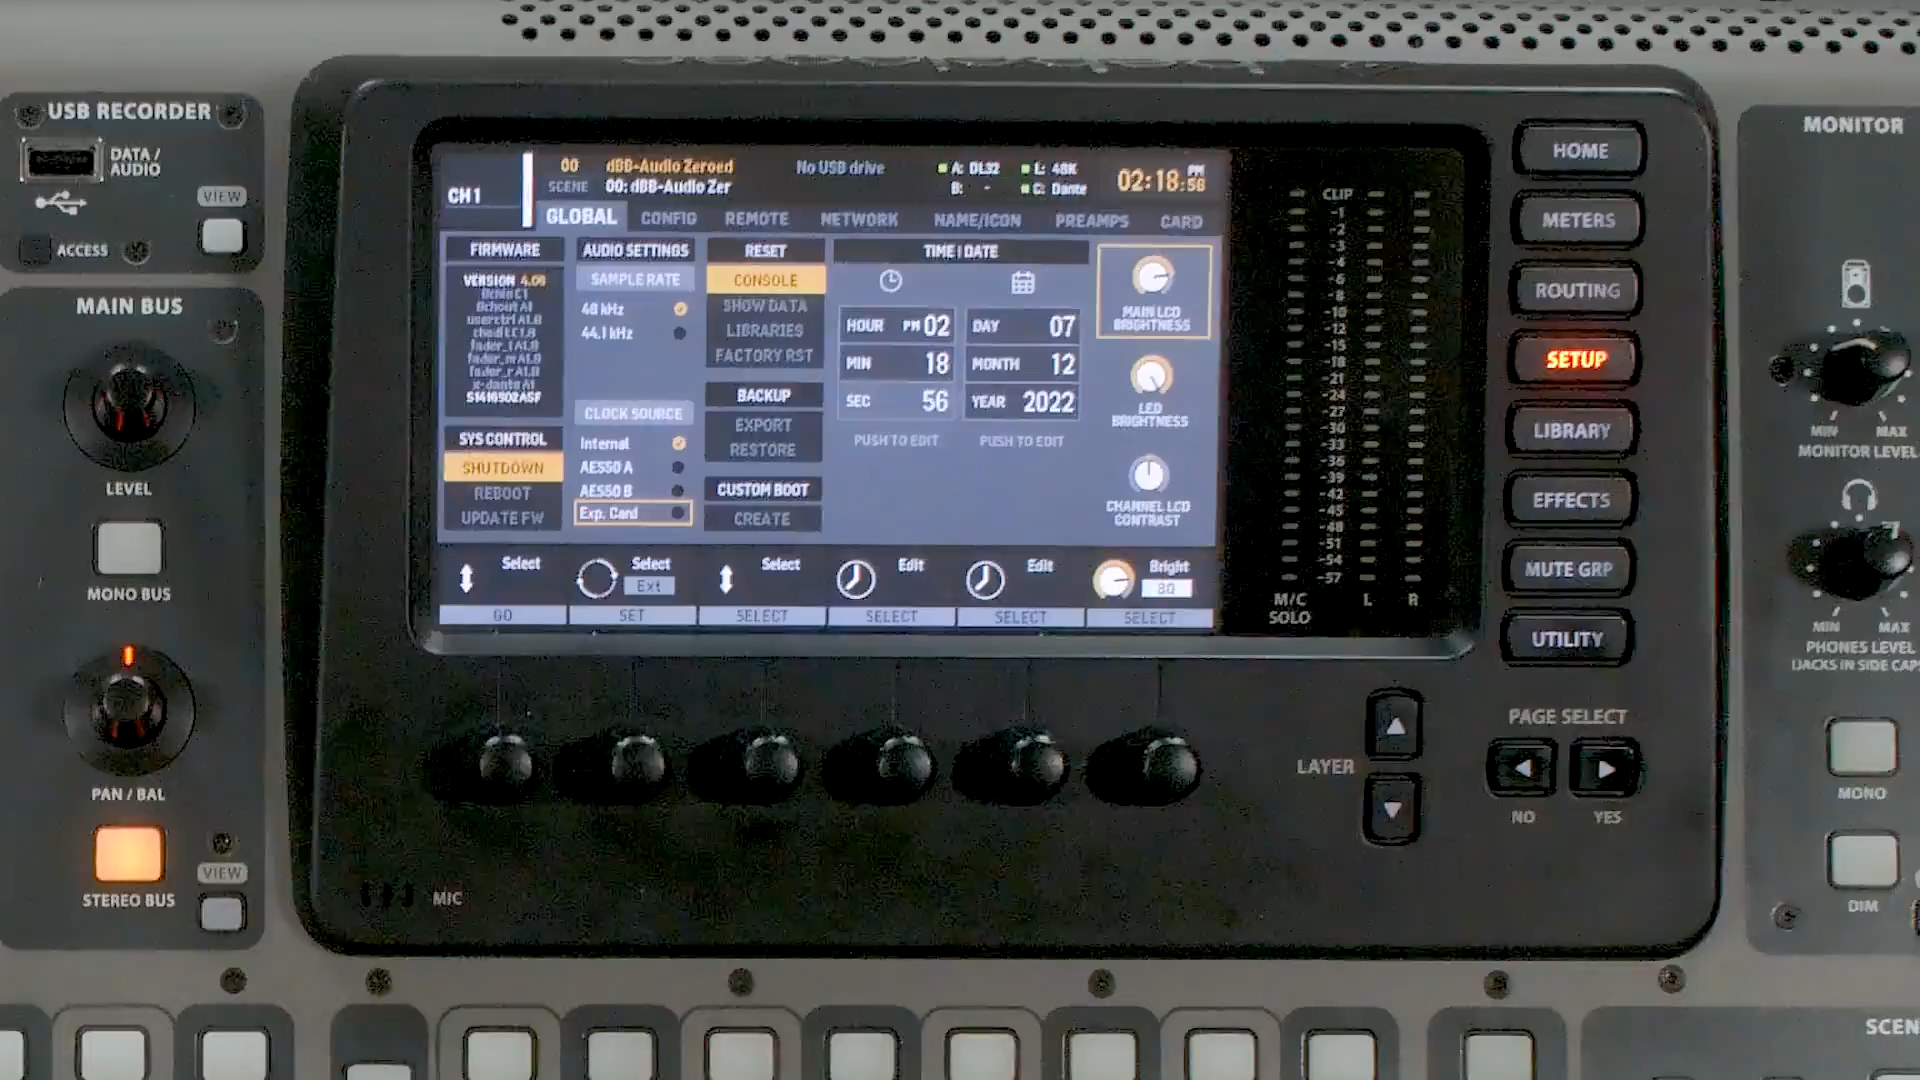 USB RECORDER
DATA /
AUDIO
VIEW
ACCESS
MAIN BUS
LEVEL
MONO BUS
PAN / BAL
STEREO BUS
VIEW
CH 1
00 dBB-Audio Zeroed
SCENE 00: dBB-Audio Zer
No USB drive
A: DL32 L: 48K
B: - C: Dante
02:18:58 PM
GLOBAL CONFIG REMOTE NETWORK NAME/ICON PREAMPS CARD
FIRMWARE
VERSION 4.06
SYS CONTROL
SHUTDOWN
REBOOT
UPDATE FW
AUDIO SETTINGS
SAMPLE RATE
48 kHz
44.1 kHz
CLOCK SOURCE
Internal
AES50 A
AES50 B
Exp. Card
RESET
CONSOLE
SHOW DATA
LIBRARIES
FACTORY RST
BACKUP
EXPORT
RESTORE
CUSTOM BOOT
CREATE
TIME | DATE
HOUR PM 02 DAY 07
MIN 18 MONTH 12
SEC 56 YEAR 2022
PUSH TO EDIT PUSH TO EDIT
MAIN LCD
BRIGHTNESS
LED
BRIGHTNESS
CHANNEL LCD
CONTRAST
Select Select Select Edit Edit Bright
Ext 80
GO SET SELECT SELECT SELECT SELECT
CLIP
-1
-2
-3
-4
-6
-8
-10
-12
-15
-18
-21
-24
-27
-30
-33
-36
-39
-42
-45
-48
-51
-54
-57
M/C L R
SOLO
HOME
METERS
ROUTING
SETUP
LIBRARY
EFFECTS
MUTE GRP
UTILITY
LAYER
PAGE SELECT
NO YES
MIC
MONITOR
MIN MAX
MONITOR LEVEL
MIN MAX
PHONES LEVEL
(JACKS IN SIDE CAPS
MONO
DIM
SCEN